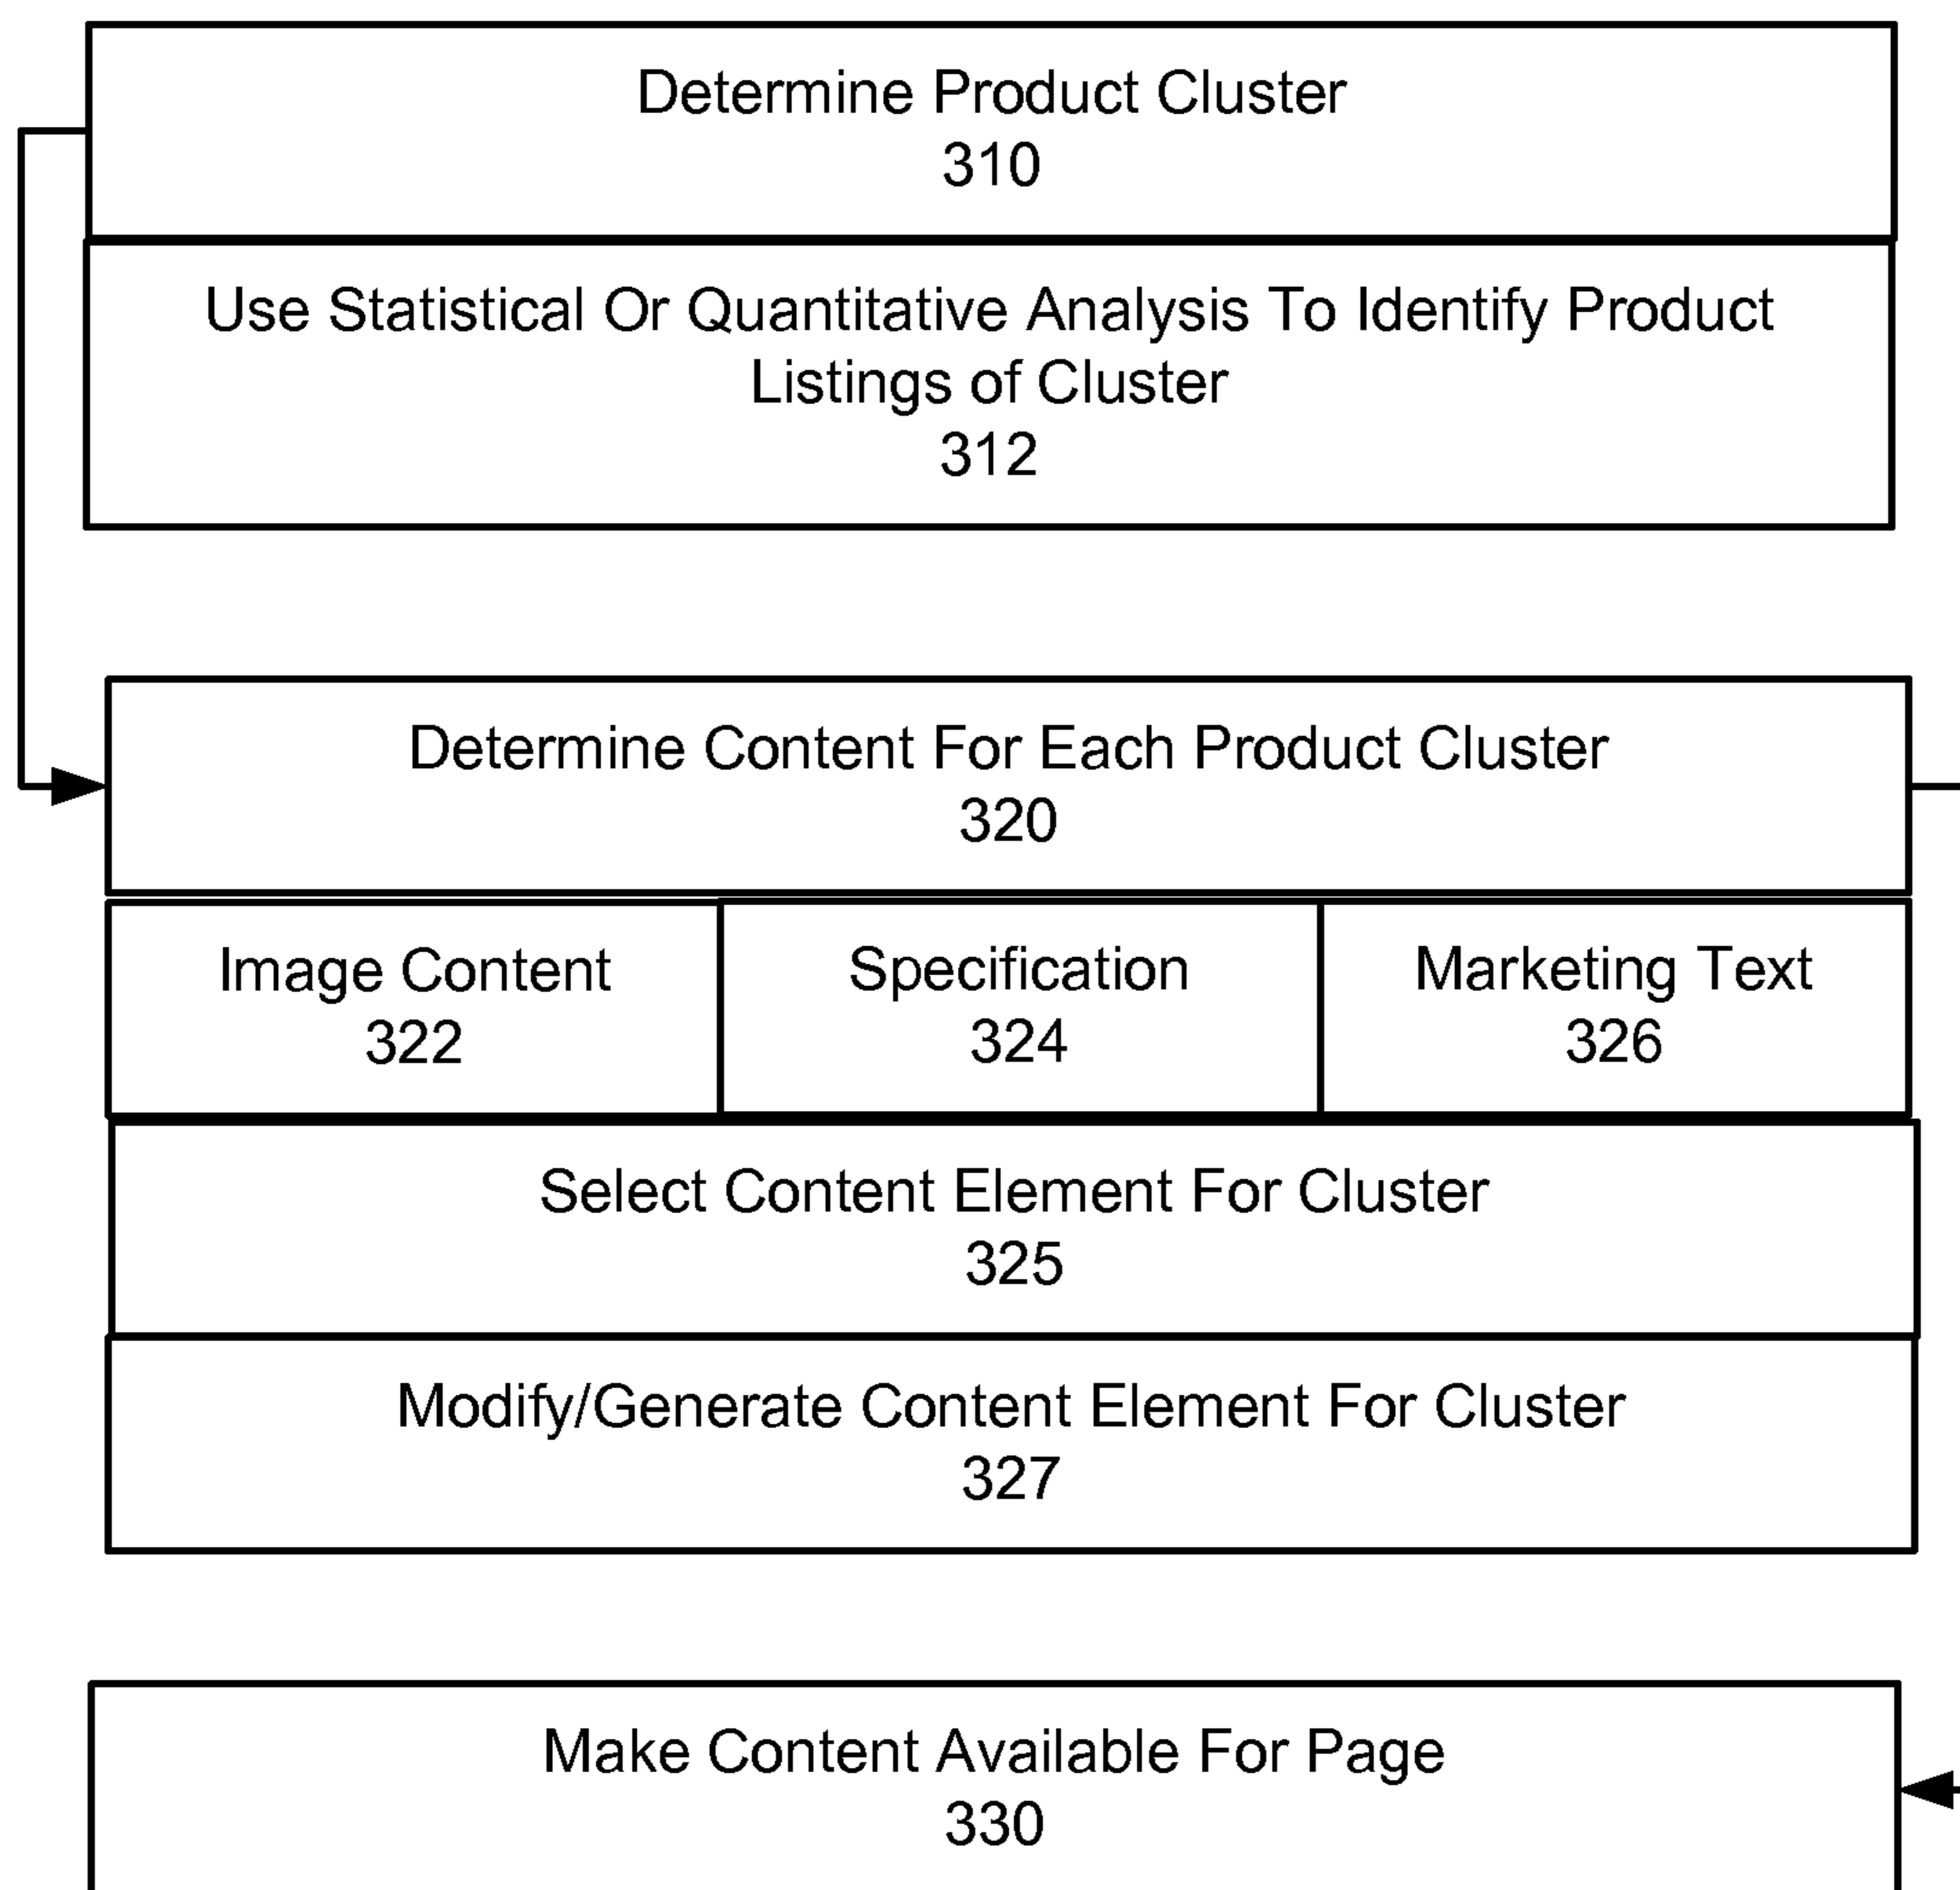 Determine Product Cluster
310
Use Statistical Or Quantitative Analysis To Identify Product
Listings of Cluster
312
Determine Content For Each Product Cluster
320
Image Content
322
Specification
324
Marketing Text
326
Select Content Element For Cluster
325
Modify/Generate Content Element For Cluster
327
Make Content Available For Page
330